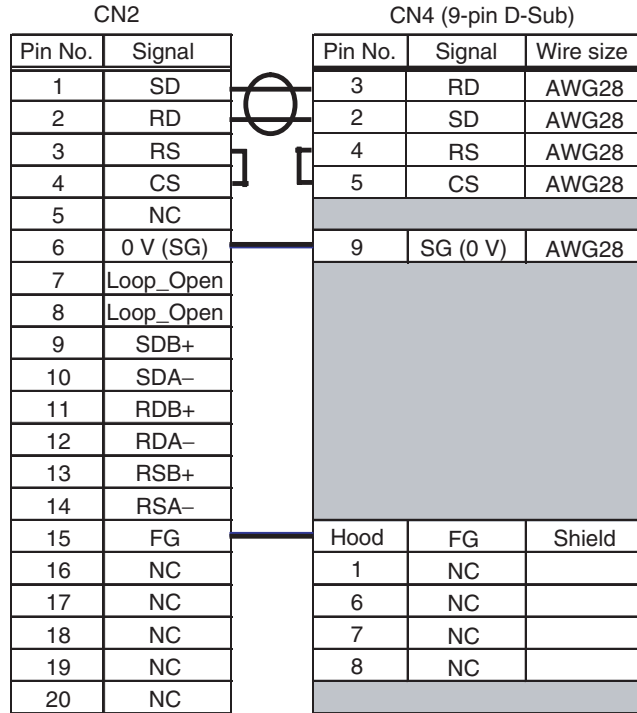 CN2 CN4 (9-pin D-Sub)
Pin No. Signal Pin No. Signal Wire size
1 SD 3 RD AWG28
2 RD 2 SD AWG28
3 RS 4 RS AWG28
4 CS 5 CS AWG28
5 NC
6 0 V (SG) 9 SG (0 V) AWG28
7 Loop_Open
8 Loop_Open
9 SDB+
10 SDA−
11 RDB+
12 RDA−
13 RSB+
14 RSA−
15 FG Hood FG Shield
16 NC 1 NC
17 NC 6 NC
18 NC 7 NC
19 NC 8 NC
20 NC